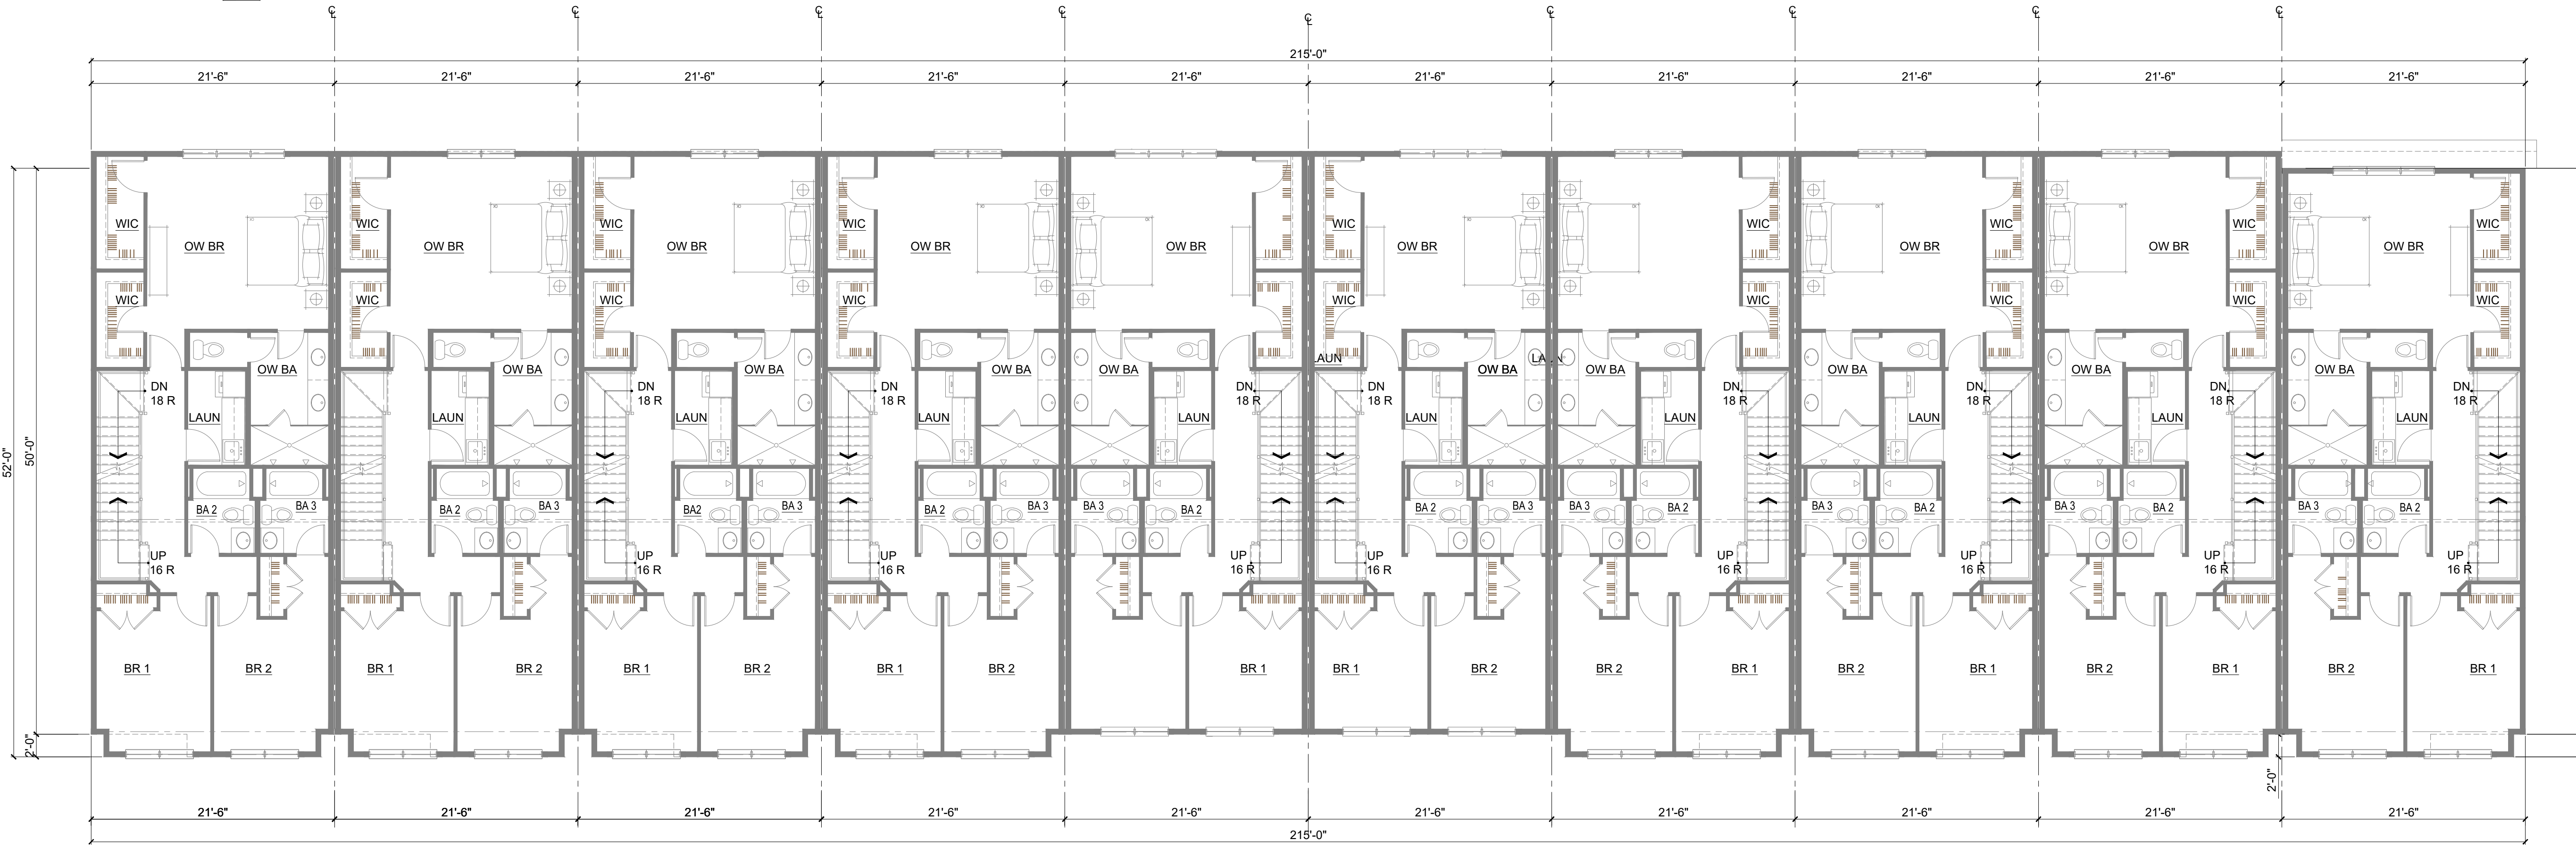 ℄ ℄ ℄ ℄ ℄ ℄ ℄ ℄ ℄
215'-0"
21'-6" 21'-6" 21'-6" 21'-6" 21'-6" 21'-6" 21'-6" 21'-6" 21'-6" 21'-6"
WIC WIC WIC WIC WIC WIC WIC WIC WIC
OW BR OW BR OW BR OW BR OW BR OW BR OW BR OW BR OW BR OW BR
WIC WIC WIC WIC WIC WIC WIC WIC WIC
LAUN
OW BA OW BA OW BA OW BA OW BA OW BA OW BA OW BA OW BA OW BA
DN DN DN DN DN DN DN DN DN
18 R 18 R 18 R 18 R 18 R 18 R 18 R 18 R 18 R
LAUN LAUN LAUN LAUN LAUN LAUN LAUN LAUN LAUN LAUN
52'-0"
50'-0"
BA 2 BA 3 BA 2 BA 3 BA2 BA 3 BA 2 BA 3 BA 3 BA 2 BA 2 BA 3 BA 3 BA 2 BA 3 BA 2 BA 3 BA 2 BA 3 BA 2
UP UP UP UP UP UP UP UP UP
16 R 16 R 16 R 16 R 16 R 16 R 16 R 16 R 16 R
BR 1 BR 2 BR 1 BR 2 BR 1 BR 2 BR 1 BR 2 BR 1 BR 1 BR 2 BR 2 BR 1 BR 2 BR 1 BR 2 BR 1 BR 2 BR 1
2'-0"
2'-0"
21'-6" 21'-6" 21'-6" 21'-6" 21'-6" 21'-6" 21'-6" 21'-6" 21'-6" 21'-6"
215'-0"